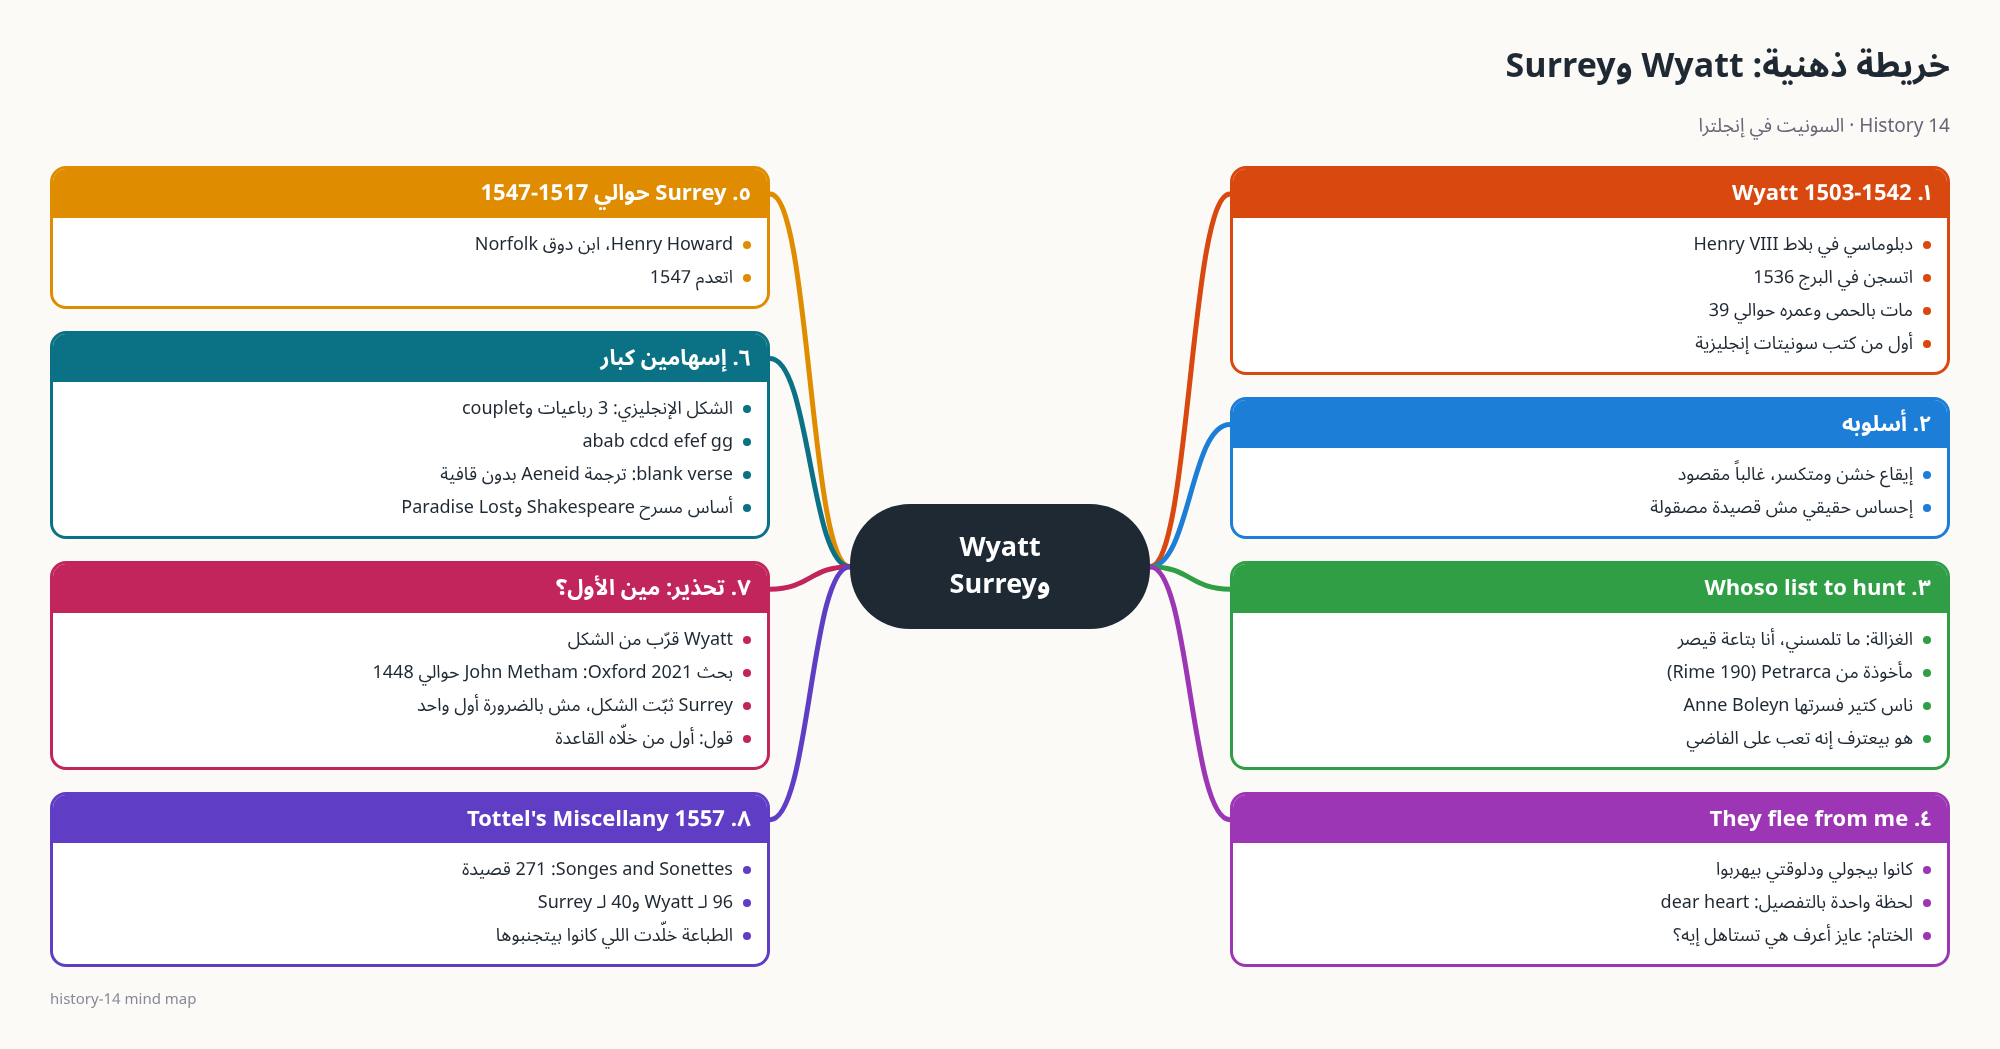 خريطة ذهنية: Wyatt وSurrey
History 14 · السونيت في إنجلترا
١. Wyatt 1503-1542
دبلوماسي في بلاط Henry VIII
اتسجن في البرج 1536
مات بالحمى وعمره حوالي 39
أول من كتب سونيتات إنجليزية
٢. أسلوبه
إيقاع خشن ومتكسر، غالباً مقصود
إحساس حقيقي مش قصيدة مصقولة
٣. Whoso list to hunt
الغزالة: ما تلمسني، أنا بتاعة قيصر
مأخوذة من Petrarca (Rime 190)
ناس كتير فسرتها Anne Boleyn
هو بيعترف إنه تعب على الفاضي
٤. They flee from me
كانوا بيجولي ودلوقتي بيهربوا
لحظة واحدة بالتفصيل: dear heart
الختام: عايز أعرف هي تستاهل إيه؟
Wyatt
وSurrey
٥. Surrey حوالي 1517-1547
Henry Howard، ابن دوق Norfolk
اتعدم 1547
٦. إسهامين كبار
الشكل الإنجليزي: 3 رباعيات وcouplet
abab cdcd efef gg
blank verse: ترجمة Aeneid بدون قافية
أساس مسرح Shakespeare وParadise Lost
٧. تحذير: مين الأول؟
Wyatt قرّب من الشكل
بحث Oxford 2021: John Metham حوالي 1448
Surrey ثبّت الشكل، مش بالضرورة أول واحد
قول: أول من خلّاه القاعدة
٨. Tottel's Miscellany 1557
Songes and Sonettes: 271 قصيدة
96 لـ Wyatt و40 لـ Surrey
الطباعة خلّدت اللي كانوا بيتجنبوها
history-14 mind map